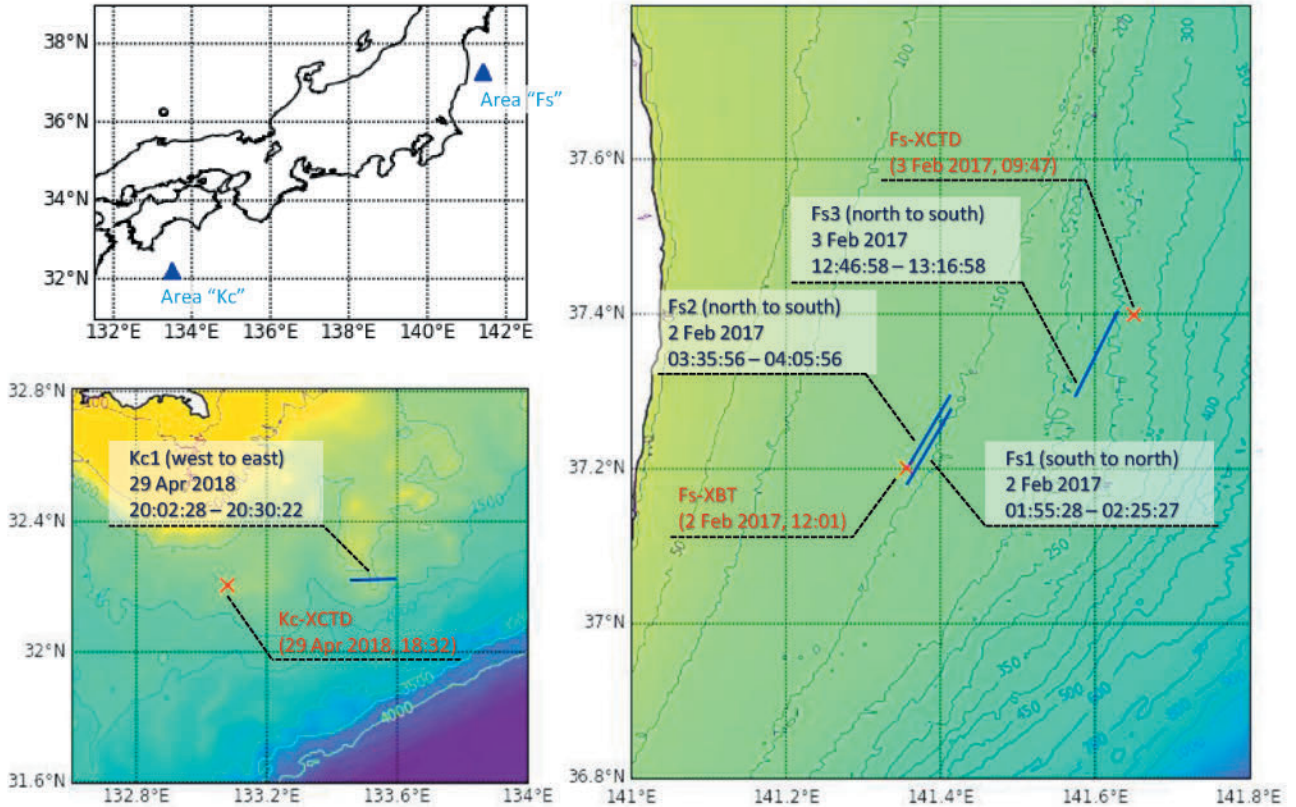 38°N
36°N
34°N
32°N
132°E
134°E
136°E
138°E
140°E
142°E
Area “Fs”
Area “Kc”
32.8°N
32.4°N
32°N
31.6°N
132.8°E
133.2°E
133.6°E
134°E
Kc1 (west to east)
29 Apr 2018
20:02:28 – 20:30:22
Kc-XCTD
(29 Apr 2018, 18:32)
1500
3500
4000
37.6°N
37.4°N
37.2°N
37°N
36.8°N
141°E
141.2°E
141.4°E
141.6°E
141.8°E
Fs-XCTD
(3 Feb 2017, 09:47)
Fs3 (north to south)
3 Feb 2017
12:46:58 – 13:16:58
Fs2 (north to south)
2 Feb 2017
03:35:56 – 04:05:56
Fs1 (south to north)
2 Feb 2017
01:55:28 – 02:25:27
Fs-XBT
(2 Feb 2017, 12:01)
50
100
150
200
250
300
350
400
450
500